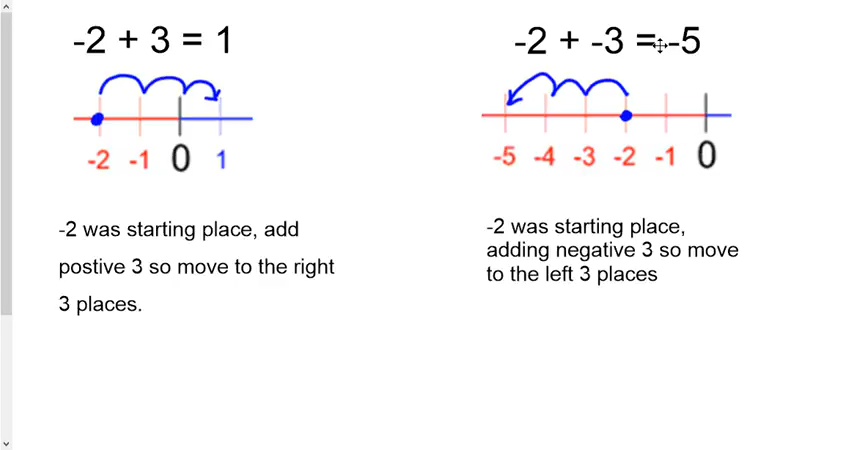 -2 + 3 = 1
-2 -1 0 1
-2 was starting place, add
postive 3 so move to the right
3 places.
-2 + -3 = -5
-5 -4 -3 -2 -1 0
-2 was starting place,
adding negative 3 so move
to the left 3 places